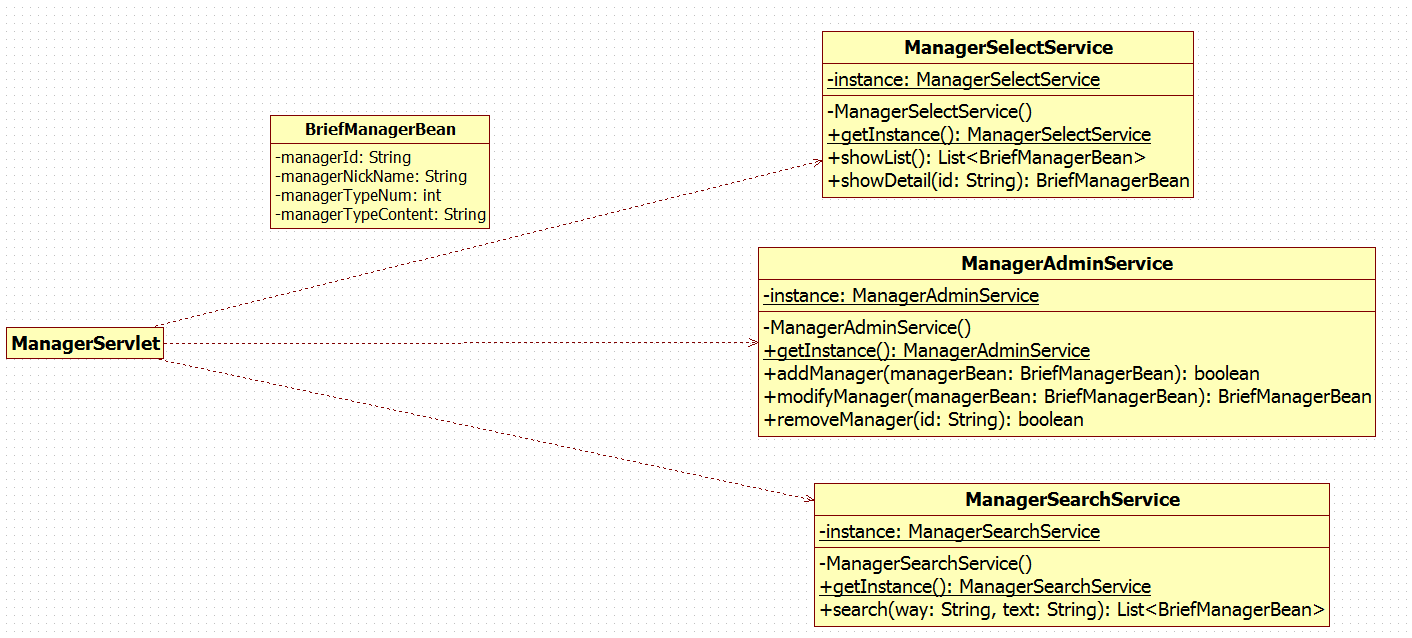 BriefManagerBean
-managerId: String
-managerNickName: String
-managerTypeNum: int
-managerTypeContent: String
ManagerServlet
ManagerSelectService
-instance: ManagerSelectService
-ManagerSelectService()
+getInstance(): ManagerSelectService
+showList(): List<BriefManagerBean>
+showDetail(id: String): BriefManagerBean
ManagerAdminService
-instance: ManagerAdminService
-ManagerAdminService()
+getInstance(): ManagerAdminService
+addManager(managerBean: BriefManagerBean): boolean
+modifyManager(managerBean: BriefManagerBean): BriefManagerBean
+removeManager(id: String): boolean
ManagerSearchService
-instance: ManagerSearchService
-ManagerSearchService()
+getInstance(): ManagerSearchService
+search(way: String, text: String): List<BriefManagerBean>